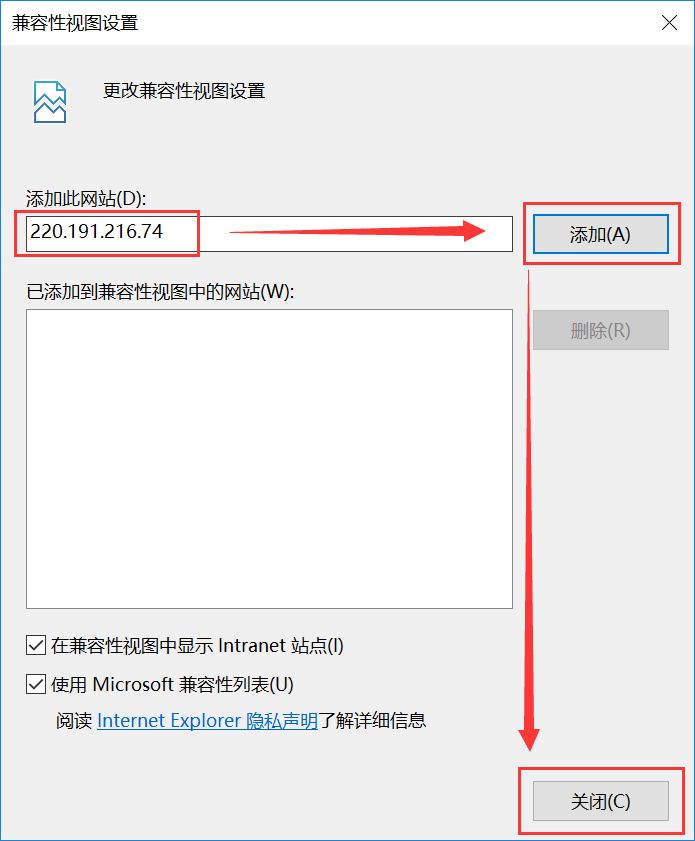 兼容性视图设置
更改兼容性视图设置
添加此网站(D):
220.191.216.74
添加(A)
已添加到兼容性视图中的网站(W):
删除(R)
在兼容性视图中显示 Intranet 站点(I)
使用 Microsoft 兼容性列表(U)
阅读 Internet Explorer 隐私声明了解详细信息
关闭(C)